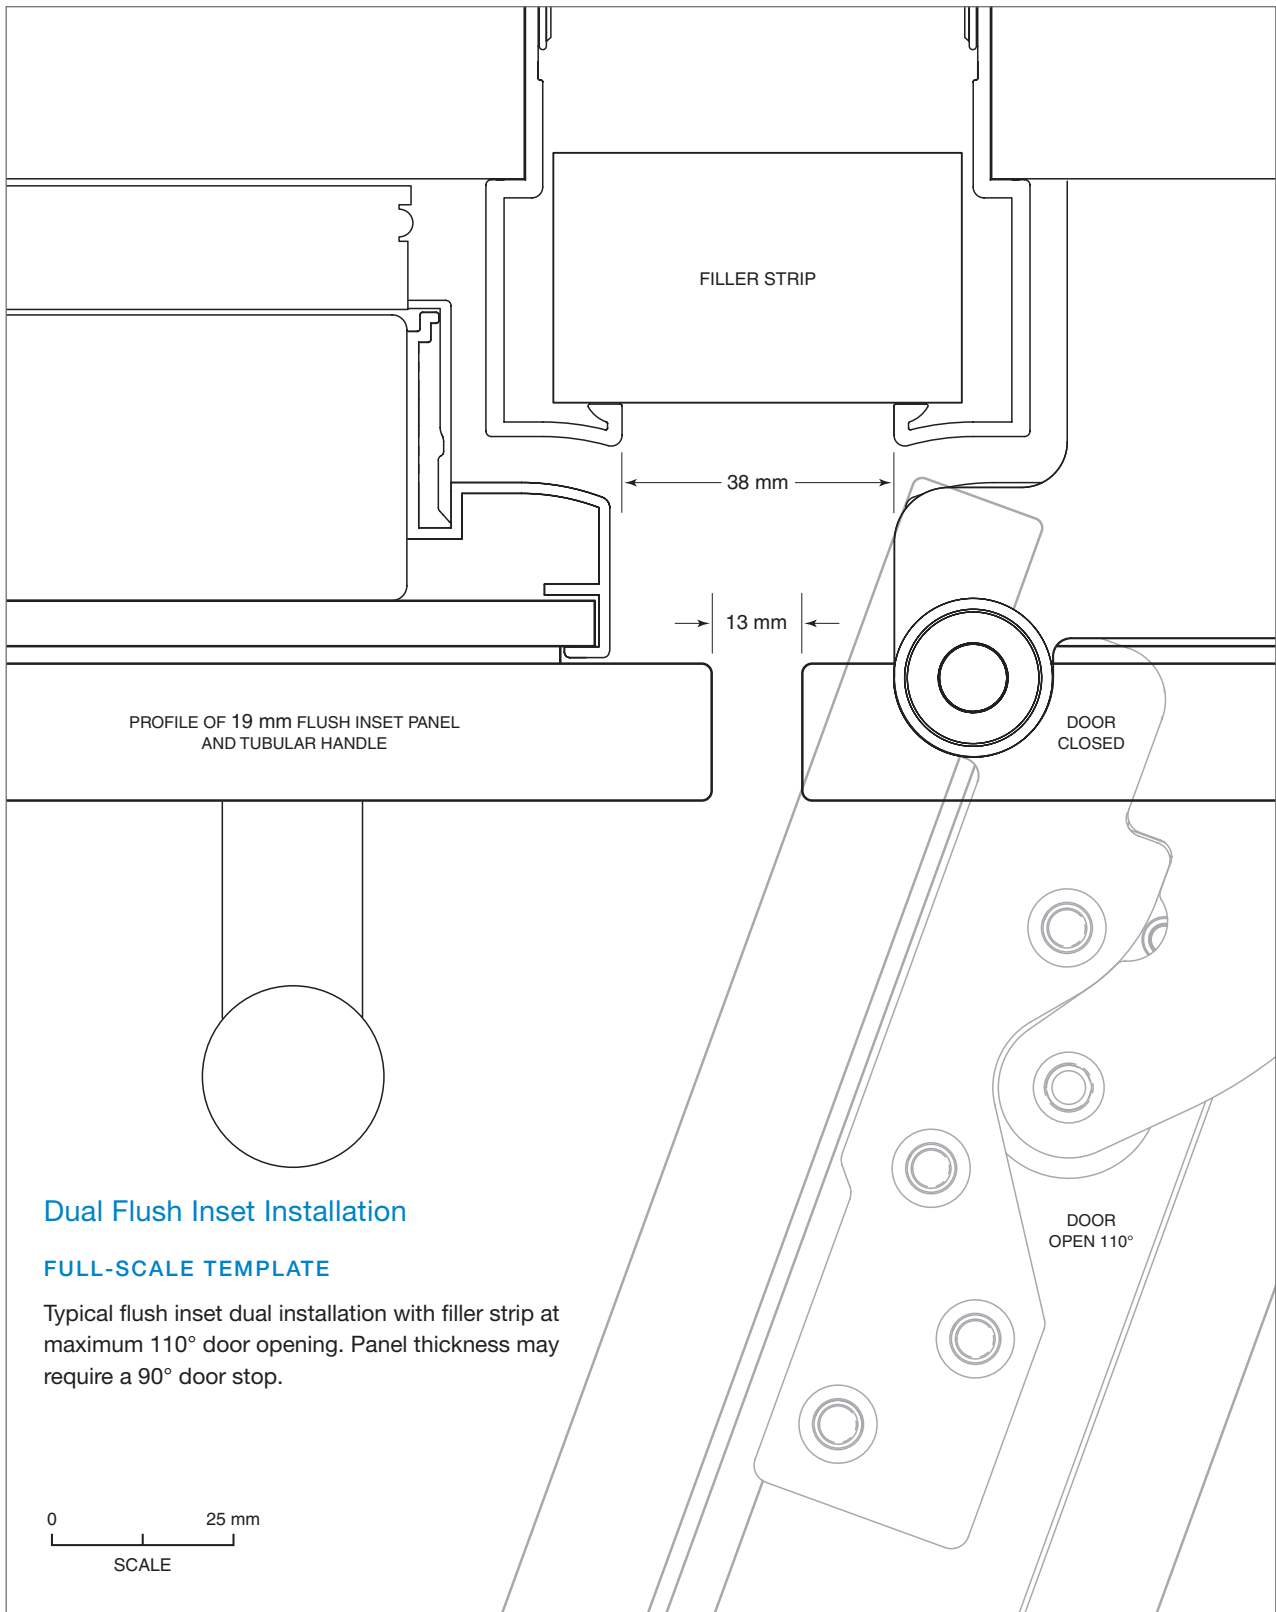 FILLER STRIP
38 mm
13 mm
PROFILE OF 19 mm FLUSH INSET PANEL
AND TUBULAR HANDLE
DOOR
CLOSED
Dual Flush Inset Installation
FULL-SCALE TEMPLATE
Typical flush inset dual installation with filler strip at
maximum 110° door opening. Panel thickness may
require a 90° door stop.
DOOR
OPEN 110°
0 25 mm
SCALE